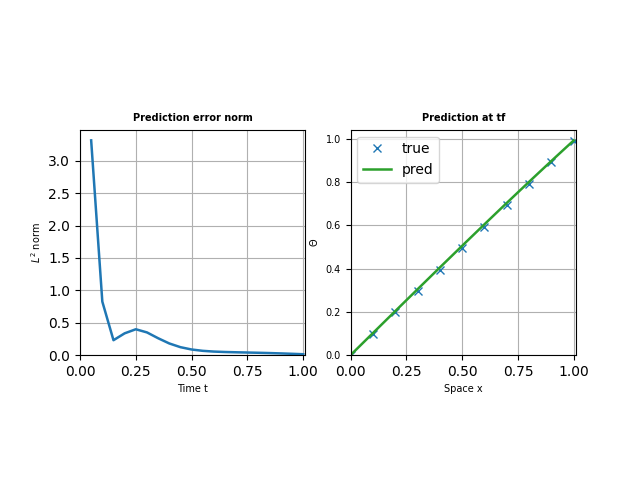 Prediction error norm
L² norm
3.0
2.5
2.0
1.5
1.0
0.5
0.0
0.00 0.25 0.50 0.75 1.00
Time t
Prediction at tf
true
pred
Θ
1.0
0.8
0.6
0.4
0.2
0.0
0.00 0.25 0.50 0.75 1.00
Space x